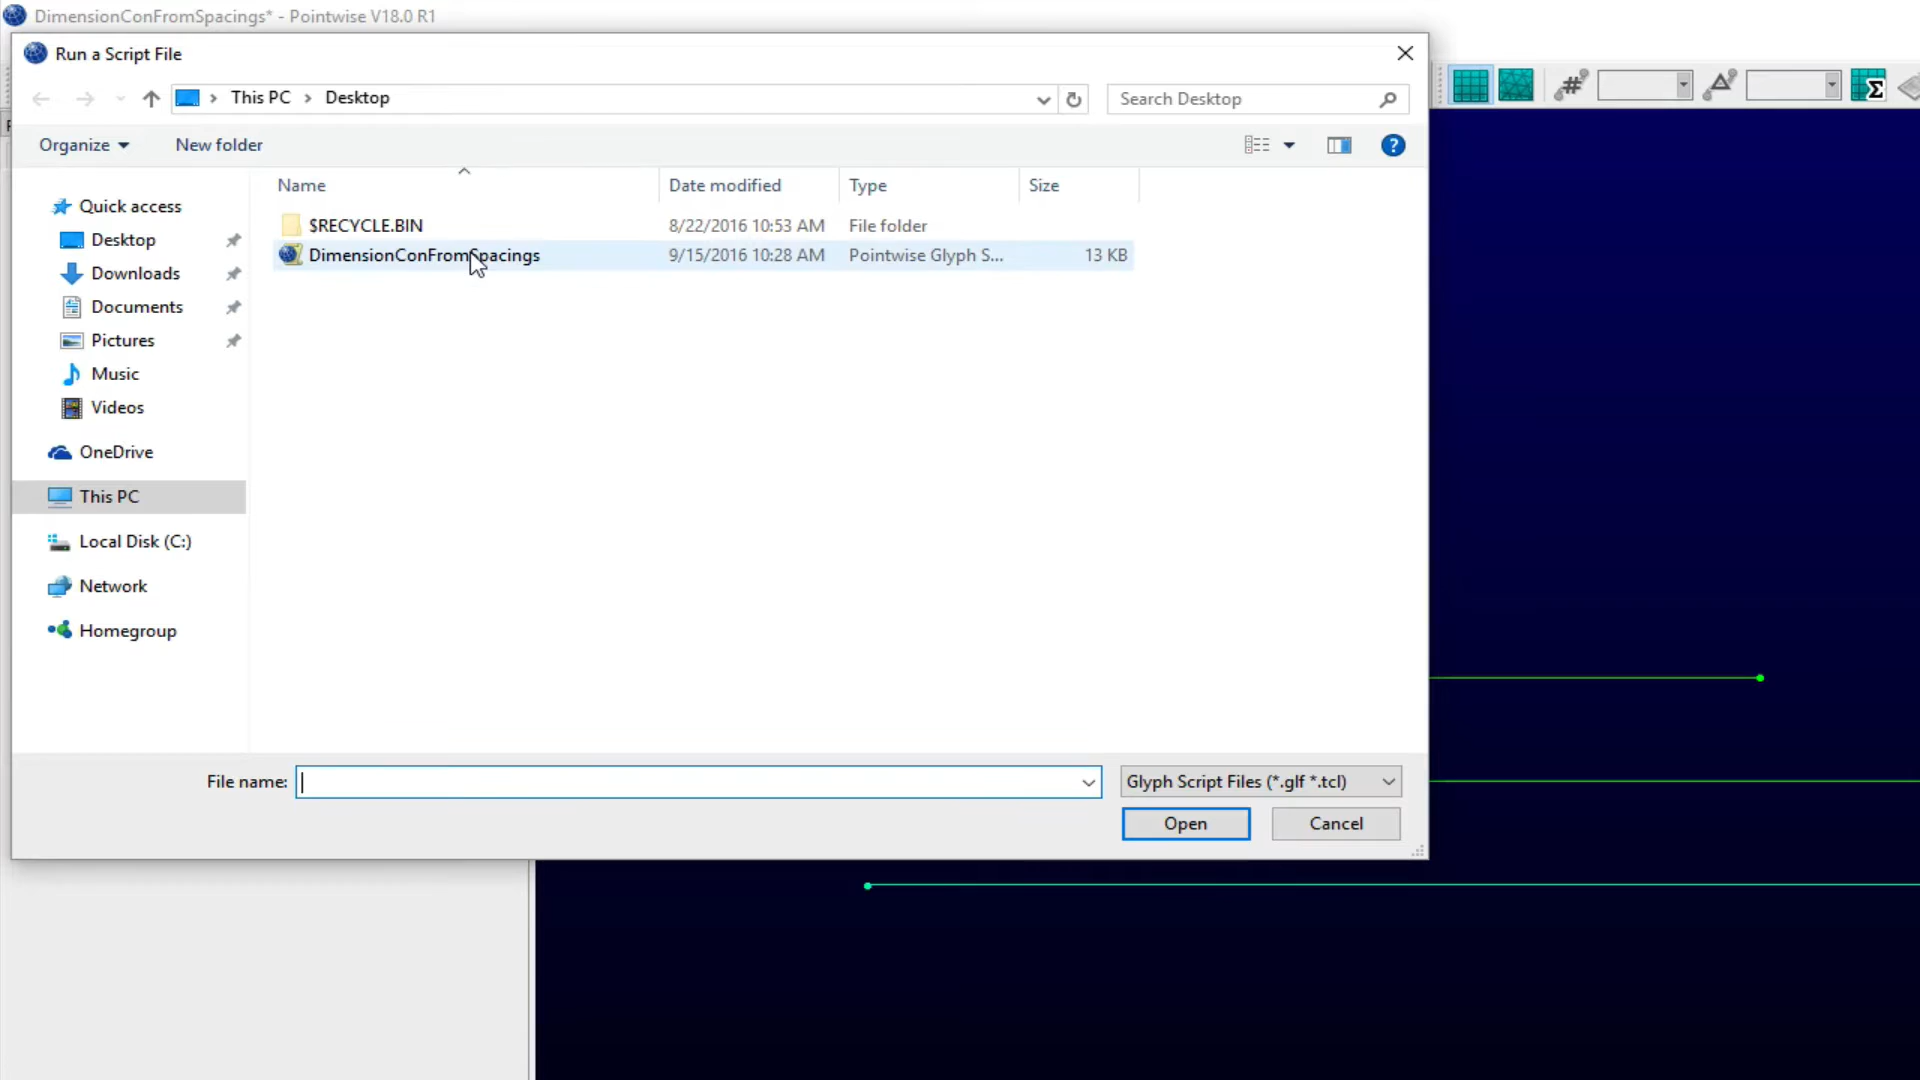 DimensionConFromSpacings* - Pointwise V18.0 R1
Run a Script File
This PC > Desktop
Search Desktop
Organize
New folder
Name
Date modified
Type
Size
$RECYCLE.BIN
8/22/2016 10:53 AM
File folder
DimensionConFromSpacings
9/15/2016 10:28 AM
Pointwise Glyph S...
13 KB
Quick access
Desktop
Downloads
Documents
Pictures
Music
Videos
OneDrive
This PC
Local Disk (C:)
Network
Homegroup
File name:
Glyph Script Files (*.glf *.tcl)
Open
Cancel